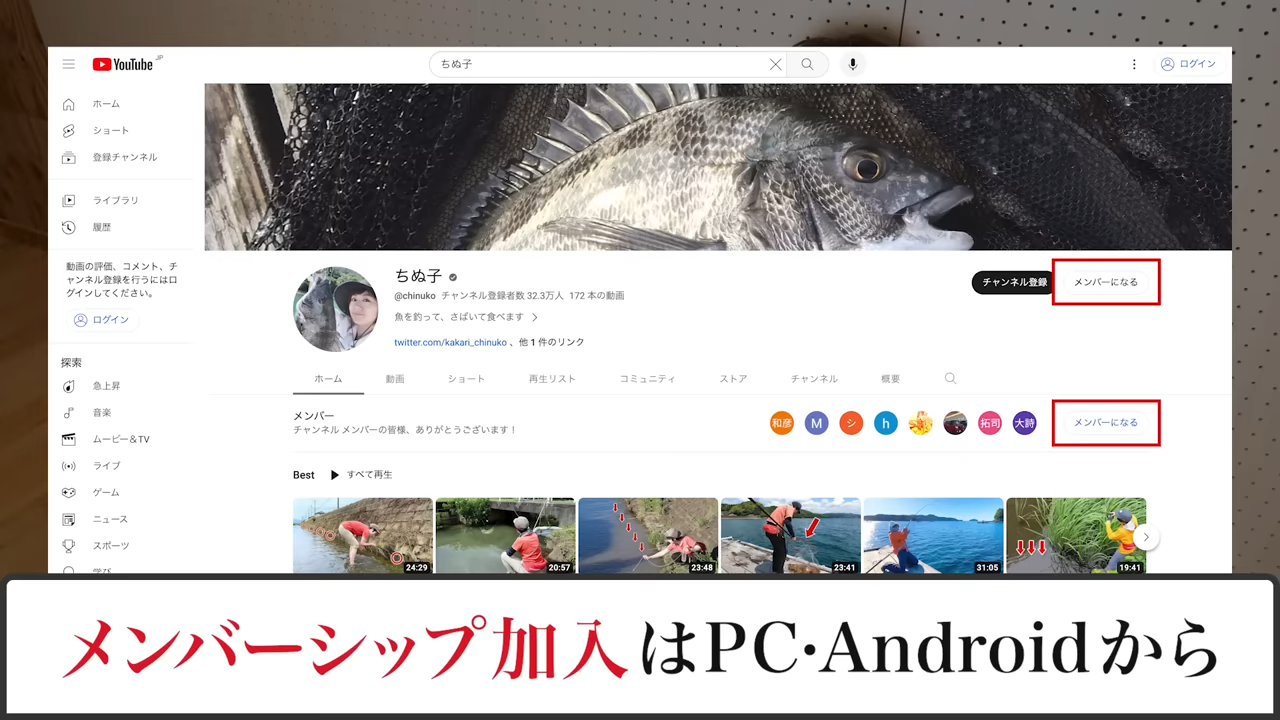 YouTube JP
ちぬ子
ログイン
ホーム
ショート
登録チャンネル
ライブラリ
履歴
動画の評価、コメント、チ
ャンネル登録を行うにはロ
グインしてください。
ログイン
探索
急上昇
音楽
ムービー＆TV
ライブ
ゲーム
ニュース
スポーツ
学び
ちぬ子
@chinuko チャンネル登録者数 32.3万人 172 本の動画
魚を釣って、さばいて食べます
twitter.com/kakari_chinuko 、他 1 件のリンク
チャンネル登録
メンバーになる
ホーム 動画 ショート 再生リスト コミュニティ ストア チャンネル 概要
メンバー
チャンネル メンバーの皆様、ありがとうございます！
和彦 M シ h 拓司 大詩
メンバーになる
Best すべて再生
24:29 20:57 23:48 23:41 31:05 19:41
メンバーシップ加入はPC・Androidから